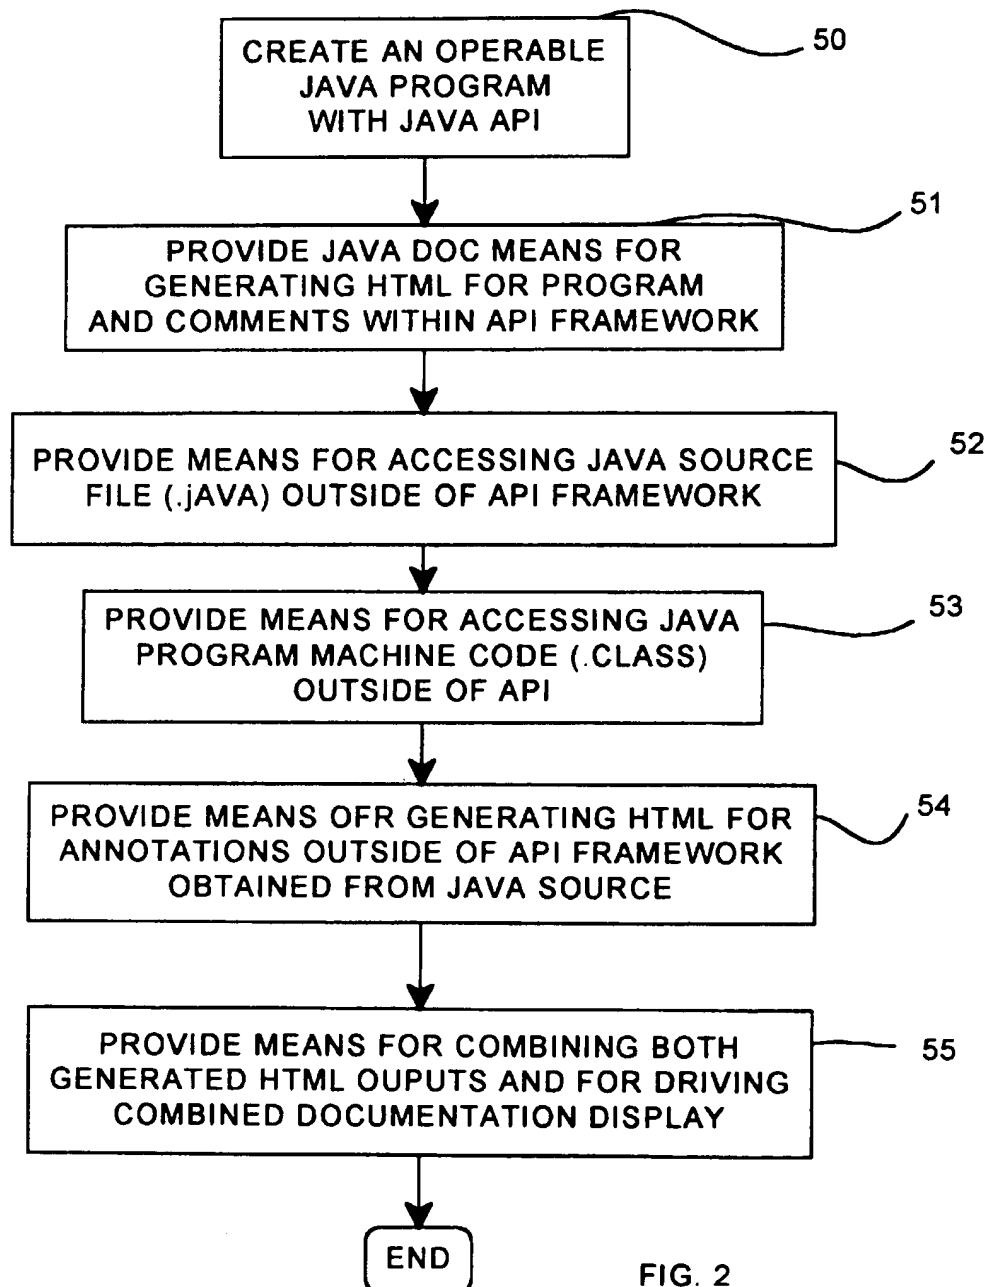 CREATE AN OPERABLE
JAVA PROGRAM
WITH JAVA API
50
PROVIDE JAVA DOC MEANS FOR
GENERATING HTML FOR PROGRAM
AND COMMENTS WITHIN API FRAMEWORK
51
PROVIDE MEANS FOR ACCESSING JAVA SOURCE
FILE (.jAVA) OUTSIDE OF API FRAMEWORK
52
PROVIDE MEANS FOR ACCESSING JAVA
PROGRAM MACHINE CODE (.CLASS)
OUTSIDE OF API
53
PROVIDE MEANS OFR GENERATING HTML FOR
ANNOTATIONS OUTSIDE OF API FRAMEWORK
OBTAINED FROM JAVA SOURCE
54
PROVIDE MEANS FOR COMBINING BOTH
GENERATED HTML OUPUTS AND FOR DRIVING
COMBINED DOCUMENTATION DISPLAY
55
END
FIG. 2